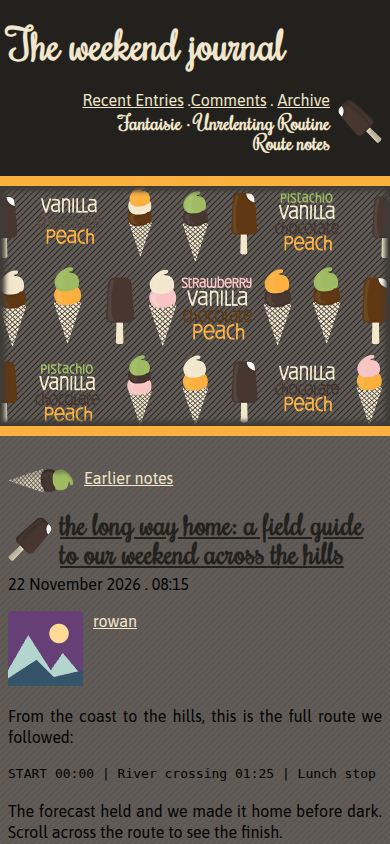 The weekend journal
Recent Entries .Comments . Archive
Fantaisie · Unrelenting Routine
Route notes
Pistachio
vanilla
vanilla
chocolate
Peach
Peach
Strawberry
vanilla
chocolate
Peach
Pistachio
vanilla
vanilla
chocolate
chocolate
Peach
Peach
Earlier notes
the long way home: a field guide
to our weekend across the hills
22 November 2026 . 08:15
rowan
From the coast to the hills, this is the full route we
followed:
START 00:00 | River crossing 01:25 | Lunch stop
The forecast held and we made it home before dark.
Scroll across the route to see the finish.